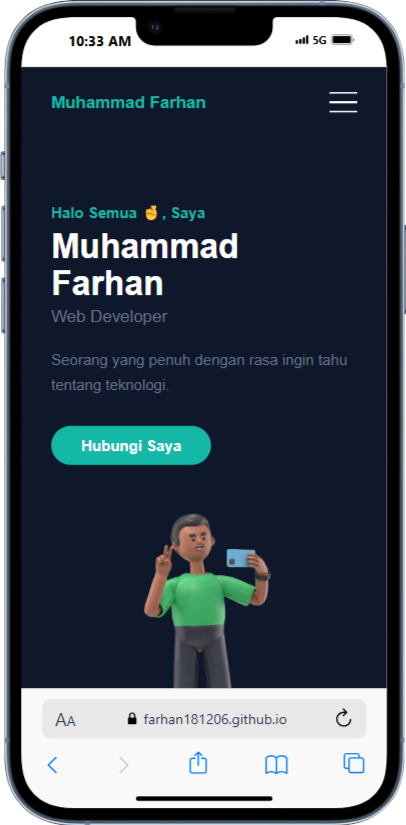 10:33 AM
5G
Muhammad Farhan
Halo Semua ✌, Saya
Muhammad
Farhan
Web Developer
Seorang yang penuh dengan rasa ingin tahu
tentang teknologi.
Hubungi Saya
AA
farhan181206.github.io